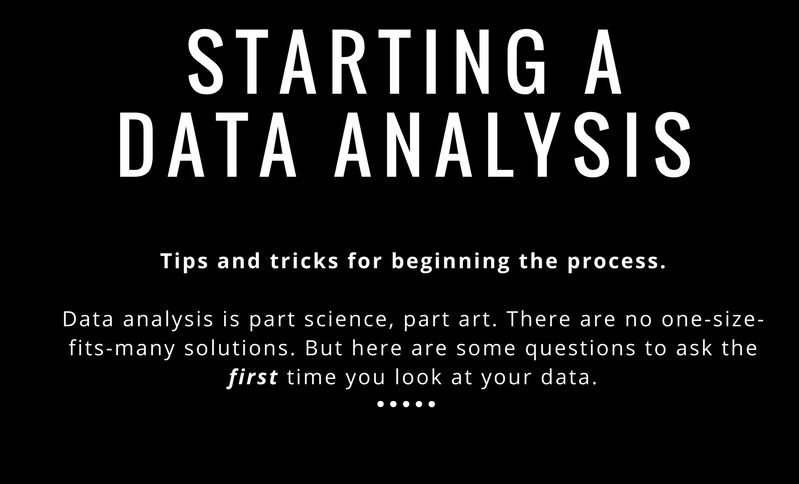 STARTING A
DATA ANALYSIS
Tips and tricks for beginning the process.
Data analysis is part science, part art. There are no one-size-
fits-many solutions. But here are some questions to ask the
first time you look at your data.